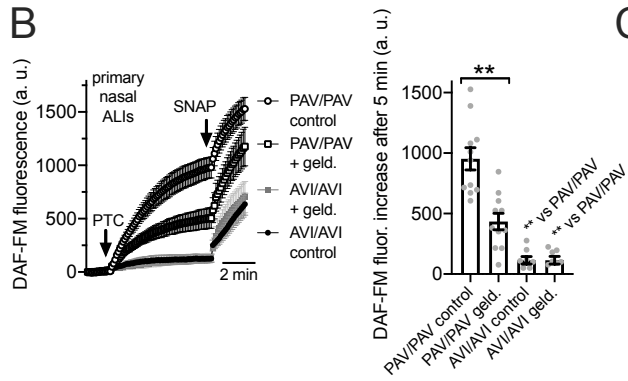 B
C
DAF-FM fluorescence (a. u.)
1500
1000
500
0
primary
nasal
ALIs
PTC
SNAP
2 min
PAV/PAV
control
PAV/PAV
+ geld.
AVI/AVI
+ geld.
AVI/AVI
control
DAF-FM fluor. increase after 5 min (a. u.)
1500
1000
500
0
**
** vs PAV/PAV
** vs PAV/PAV
PAV/PAV control
PAV/PAV geld.
AVI/AVI control
AVI/AVI geld.